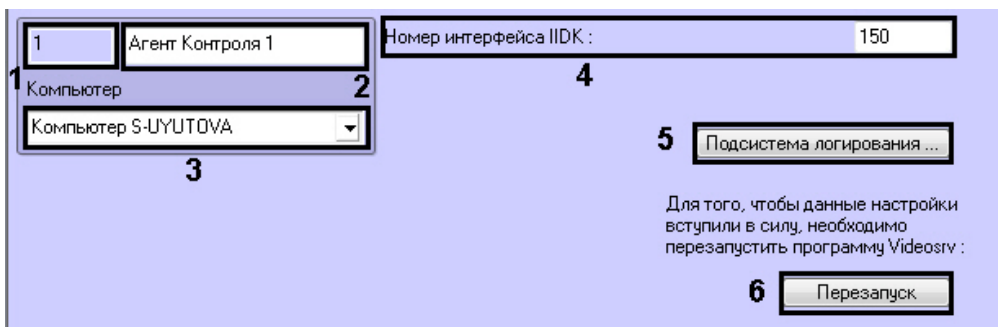 1 Агент Контроля 1 Номер интерфейса IIDK : 150
1 Компьютер 2 4
Компьютер S-UYUTOVA
3
5 Подсистема логирования ...
Для того, чтобы данные настройки
вступили в силу, необходимо
перезапустить программу Videosrv :
6 Перезапуск